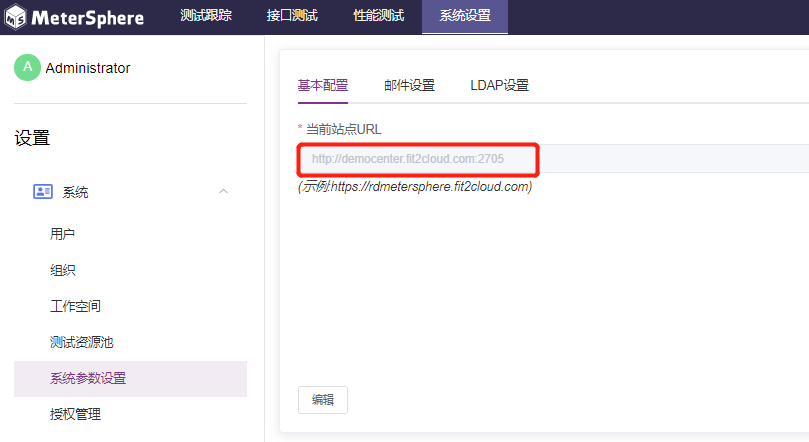 MeterSphere 测试跟踪 接口测试 性能测试 系统设置
A Administrator
设置
系统
用户
组织
工作空间
测试资源池
系统参数设置
授权管理
基本配置 邮件设置 LDAP设置
* 当前站点URL
http://democenter.fit2cloud.com:2705
(示例:https://rdmetersphere.fit2cloud.com)
编辑